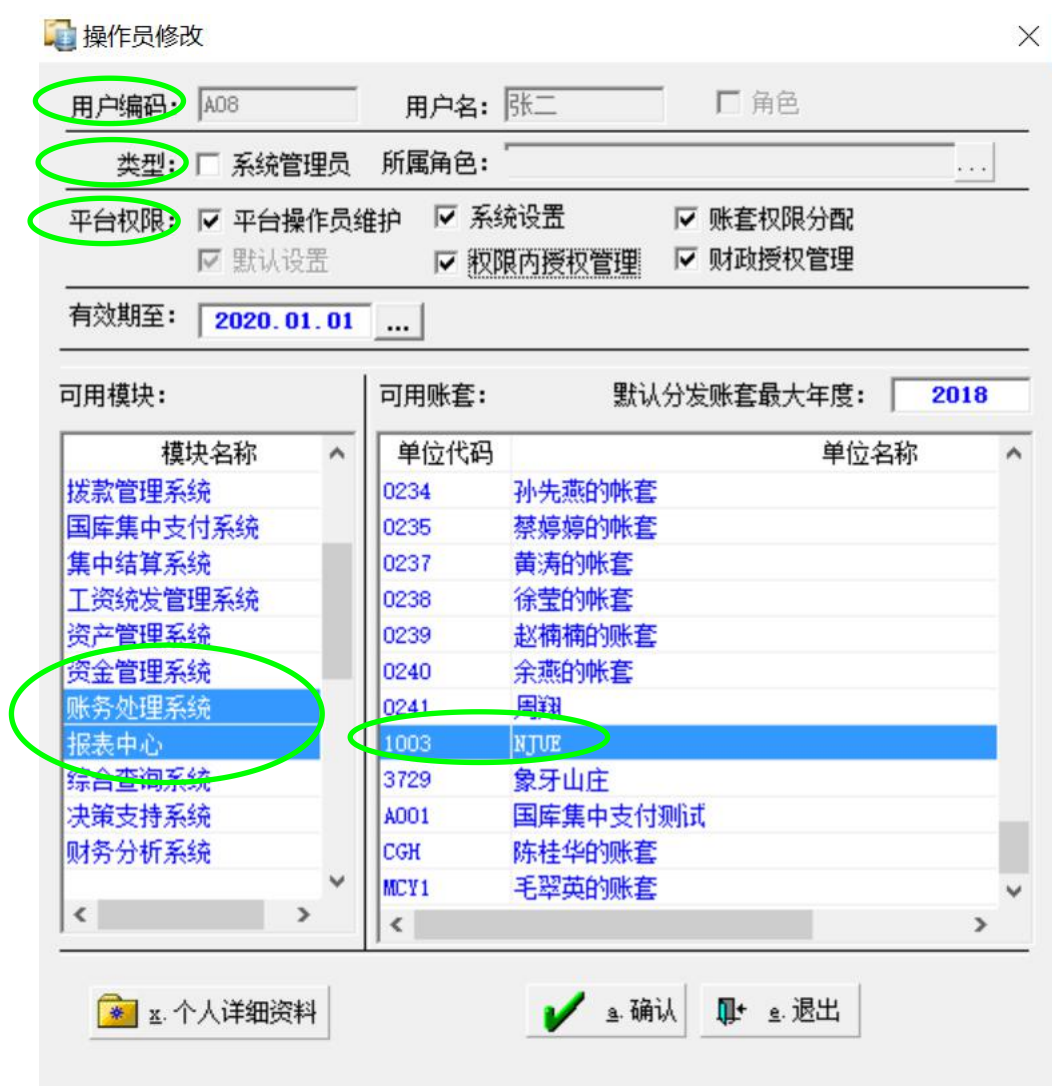 操作员修改
用户编码: A08 用户名: 张二 角色
类型: 系统管理员 所属角色: ...
平台权限: 平台操作员维护 系统设置 账套权限分配
默认设置 权限内授权管理 财政授权管理
有效期至: 2020.01.01 ...
可用模块: 可用账套: 默认分发账套最大年度: 2018
模块名称 单位代码 单位名称
拨款管理系统 0234 孙先燕的帐套
国库集中支付系统 0235 蔡婷婷的帐套
集中结算系统 0237 黄涛的帐套
工资统发管理系统 0238 徐莹的帐套
资产管理系统 0239 赵楠楠的账套
资金管理系统 0240 余燕的帐套
账务处理系统 0241 周翔
报表中心 1003 NJUE
综合查询系统 3729 象牙山庄
决策支持系统 A001 国库集中支付测试
财务分析系统 CGH 陈桂华的账套
MCY1 毛翠英的账套
x.个人详细资料 a.确认 e.退出